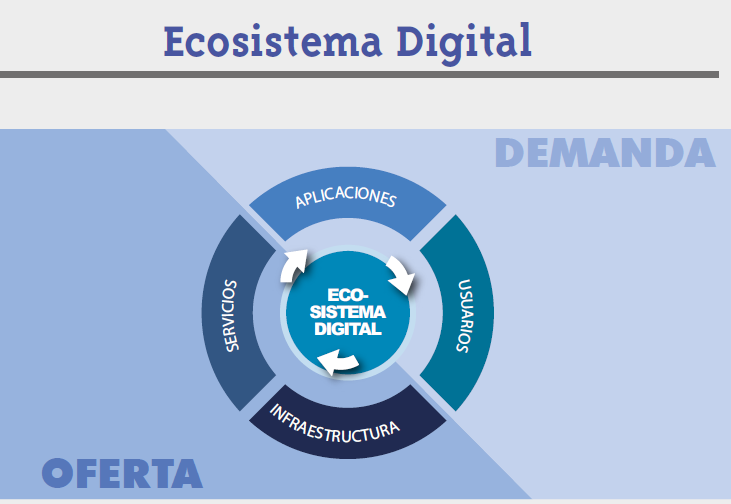 Ecosistema Digital
DEMANDA
APLICACIONES
SERVICIOS
ECO-
SISTEMA
DIGITAL
USUARIOS
INFRAESTRUCTURA
OFERTA